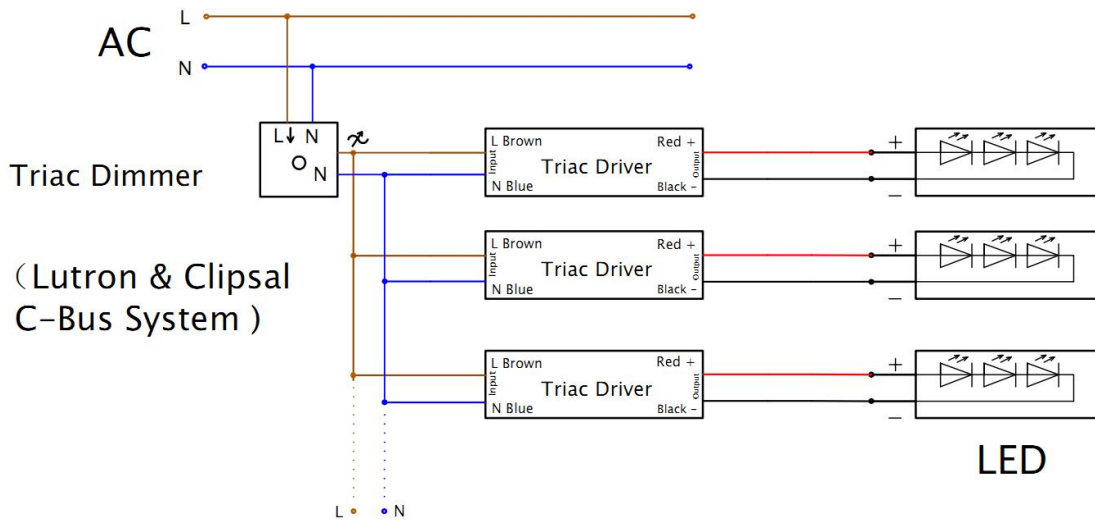 L
AC
N
L N
N
Triac Dimmer
（Lutron & Clipsal
C-Bus System )
L Brown
Input
N Blue
Triac Driver
Red +
Output
Black -
+
-
L Brown
Input
N Blue
Triac Driver
Red +
Output
Black -
+
-
L Brown
Input
N Blue
Triac Driver
Red +
Output
Black -
+
-
LED
L
N